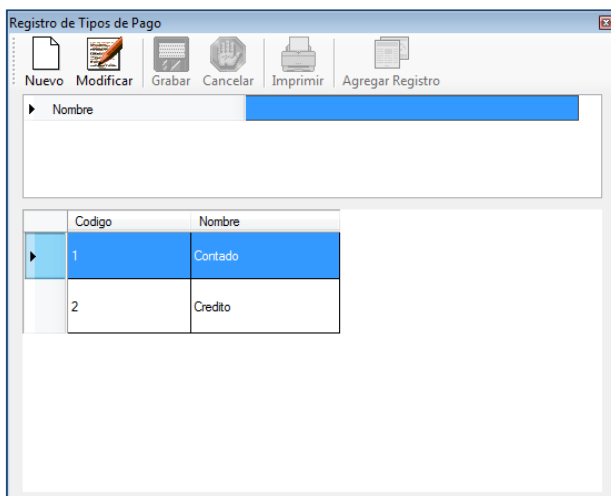 Registro de Tipos de Pago
Nuevo Modificar Grabar Cancelar Imprimir Agregar Registro
Nombre
Codigo Nombre
1 Contado
2 Credito